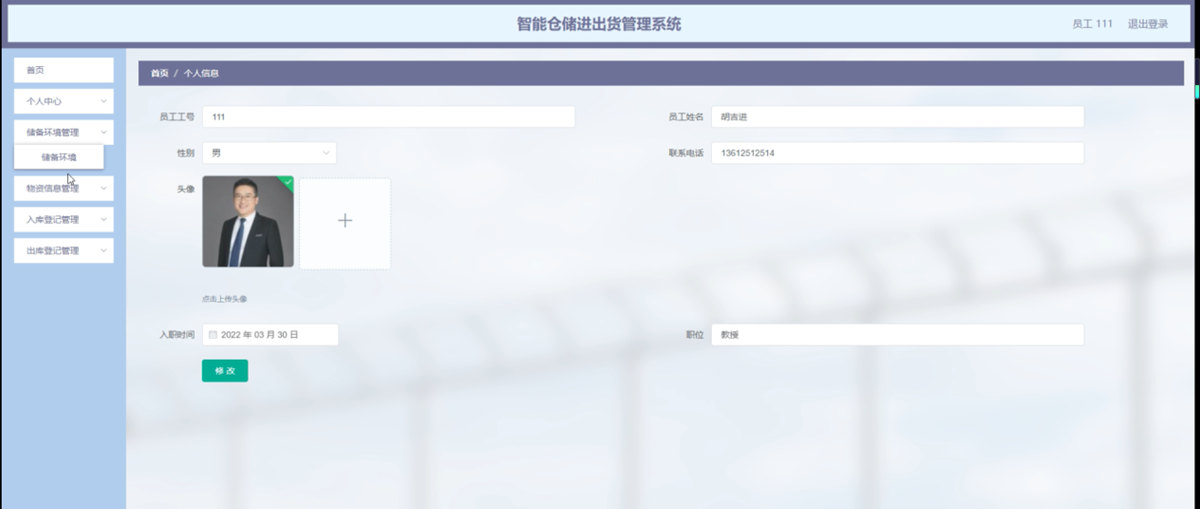 智能仓储进出货管理系统
员工 111 退出登录
首页
个人中心
储备环境管理
储备环境
物资信息管理
入库登记管理
出库登记管理
首页 / 个人信息
员工工号 111
员工姓名 胡吉进
性别 男
联系电话 13612512514
头像
点击上传头像
入职时间 2022 年 03 月 30 日
职位 教授
修 改